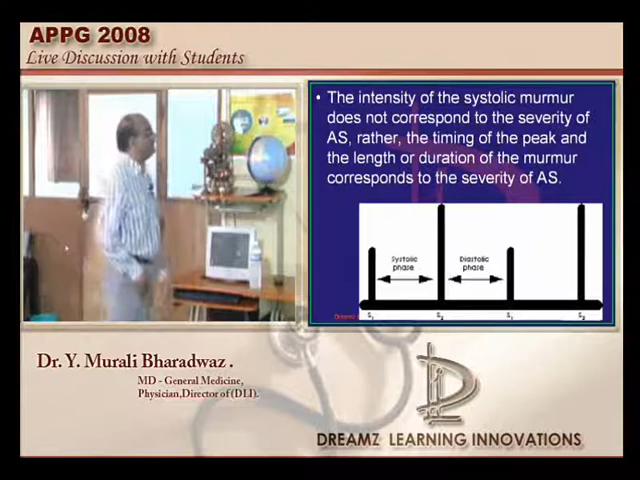 APPG 2008
Live Discussion with Students
• The intensity of the systolic murmur
does not correspond to the severity of
AS, rather, the timing of the peak and
the length or duration of the murmur
corresponds to the severity of AS.
Systolic
phase
Diastolic
phase
Dreamz
S1 S2 S1 S2
Dr. Y. Murali Bharadwaz .
MD - General Medicine,
Physician,Director of (DLI).
DREAMZ LEARNING INNOVATIONS